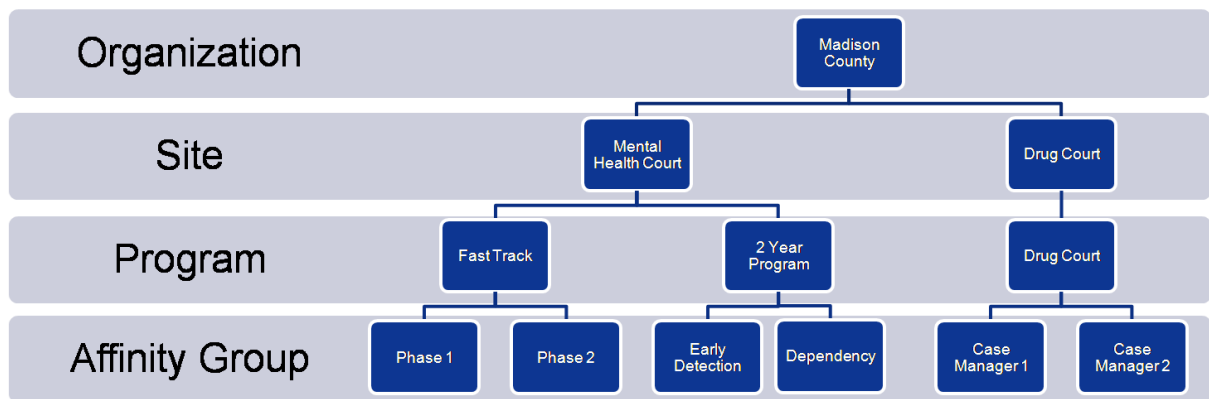 Organization
Madison
County
Site
Mental
Health Court
Drug Court
Program
Fast Track
2 Year
Program
Drug Court
Affinity Group
Phase 1
Phase 2
Early
Detection
Dependency
Case
Manager 1
Case
Manager 2